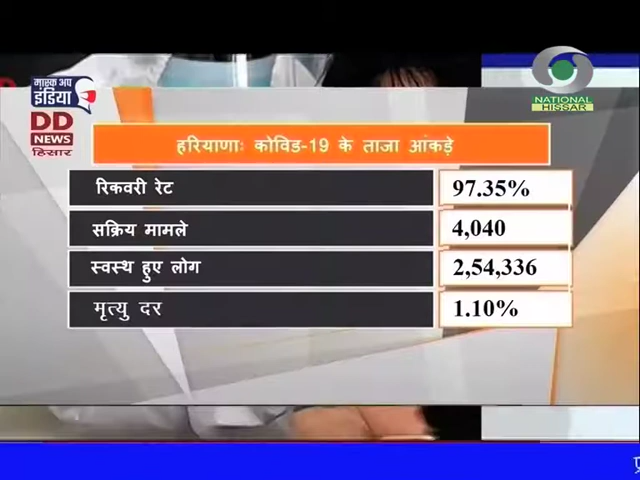 मास्क अप
इंडिया
DD
NEWS
हिसार
NATIONAL
HISSAR
हरियाणाः कोविड-19 के ताजा आंकड़े
रिकवरी रेट 97.35%
सक्रिय मामले 4,040
स्वस्थ हुए लोग 2,54,336
मृत्यु दर 1.10%